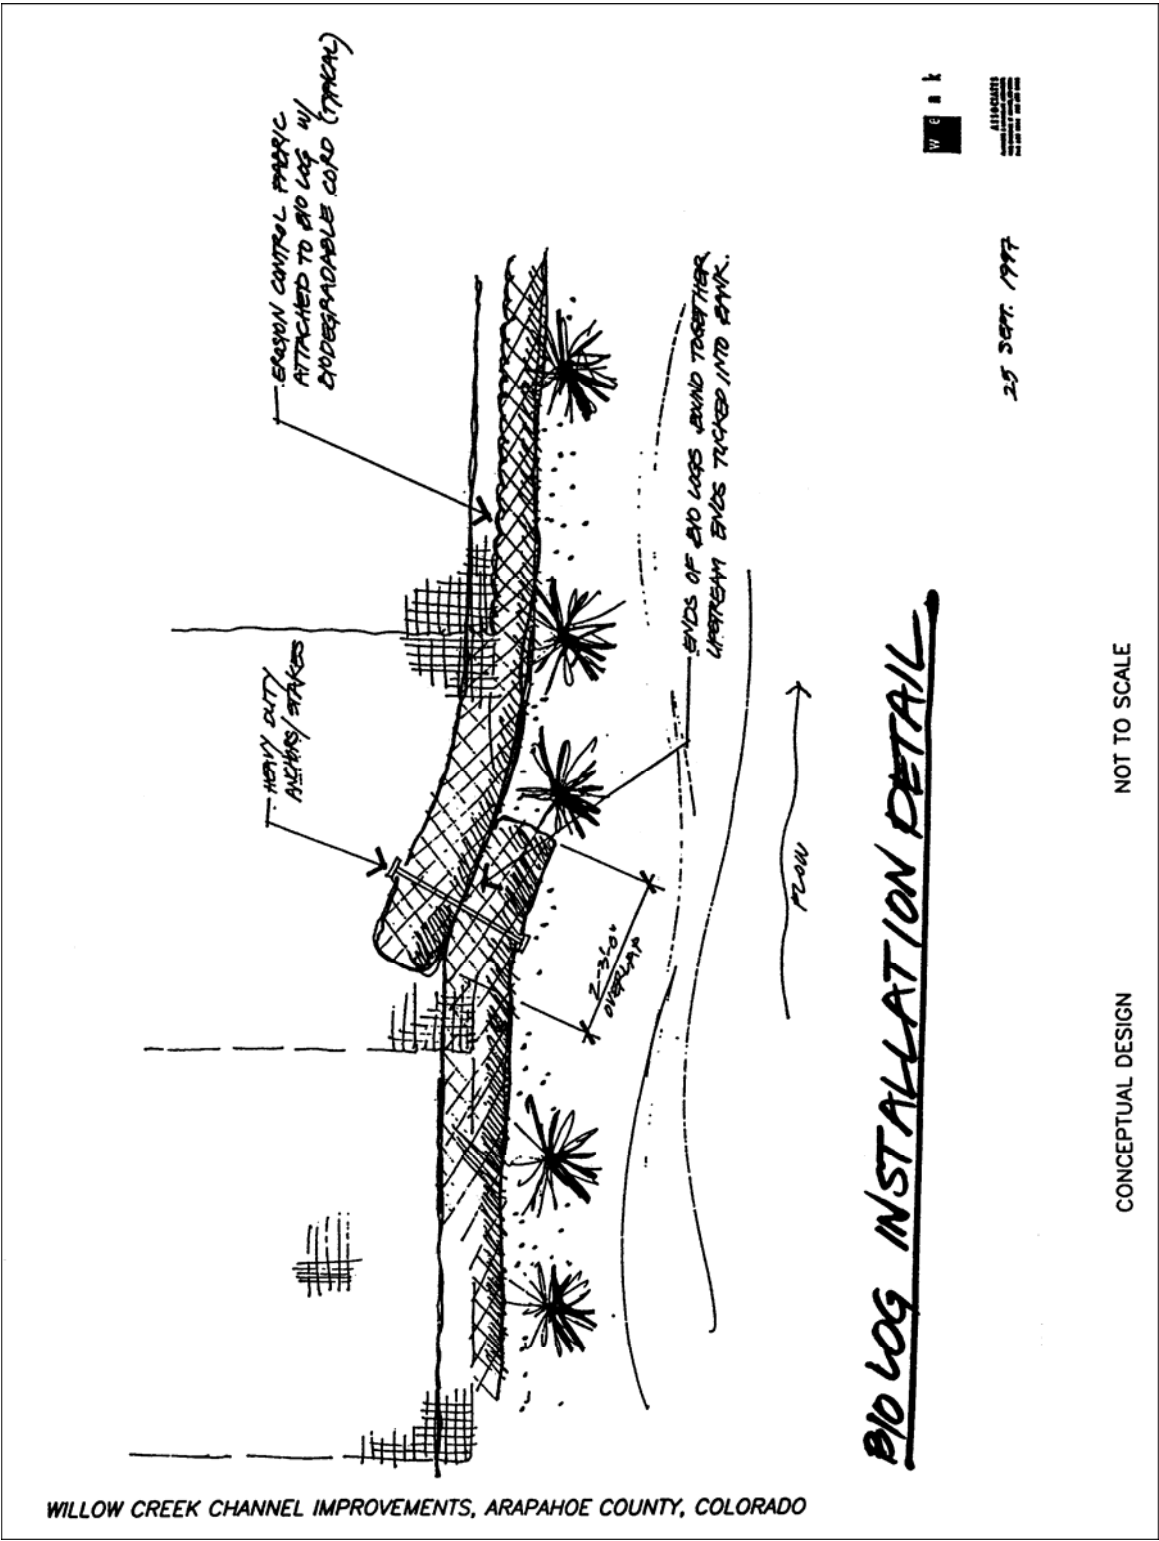 EROSION CONTROL FABRIC
ATTACHED TO BIO LOG W/
BIODEGRADABLE CORD (TYPICAL)
HEAVY DUTY
ANCHORS/STAKES
ENDS OF BIO LOGS BOUND TOGETHER.
UPSTREAM ENDS TUCKED INTO BANK.
2'-3'-0"
OVERLAP
FLOW
BIO LOG INSTALLATION DETAIL
25 SEPT. 1997
wenk
ASSOCIATES
CONCEPTUAL DESIGN
NOT TO SCALE
WILLOW CREEK CHANNEL IMPROVEMENTS, ARAPAHOE COUNTY, COLORADO